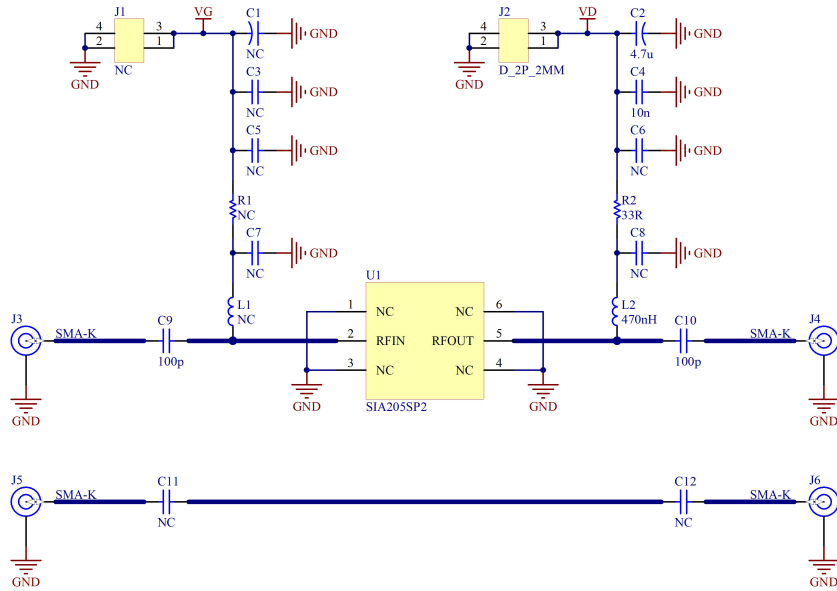 J1
VG
C1
4
3
2
1
NC
NC
GND
GND
C3
NC
GND
C5
NC
GND
R1
NC
C7
NC
GND
L1
NC
J2
VD
C2
4
3
2
1
D_2P_2MM
4.7u
GND
GND
C4
10n
GND
C6
NC
GND
R2
33R
C8
NC
GND
L2
470nH
U1
1
NC
NC
6
2
RFIN
RFOUT
5
3
NC
NC
4
SIA205SP2
GND
GND
J3
SMA-K
C9
100p
GND
C10
100p
SMA-K
J4
GND
J5
SMA-K
C11
NC
GND
C12
NC
SMA-K
J6
GND